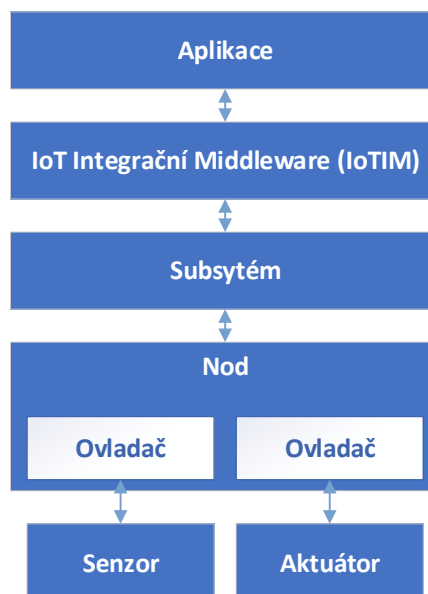 Aplikace
IoT Integrační Middleware (IoTIM)
Subsytém
Nod
Ovladač Ovladač
Senzor Aktuátor